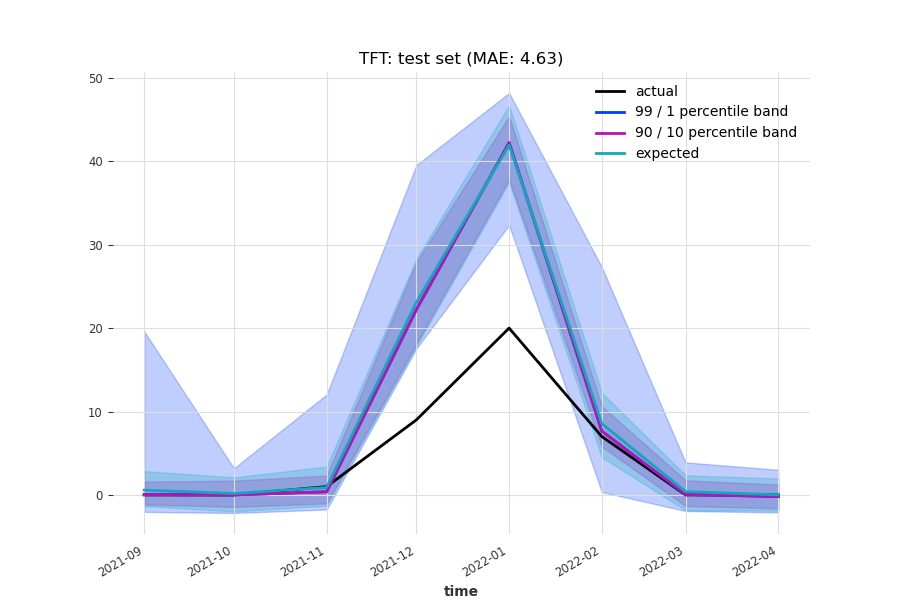 TFT: test set (MAE: 4.63)
actual
99 / 1 percentile band
90 / 10 percentile band
expected
50
40
30
20
10
0
2021-09
2021-10
2021-11
2021-12
2022-01
2022-02
2022-03
2022-04
time